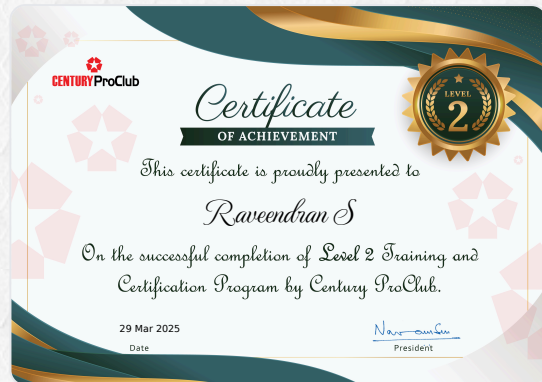 CENTURY ProClub
Certificate
OF ACHIEVEMENT
LEVEL
2
This certificate is proudly presented to
Raveendran S
On the successful completion of Level 2 Training and
Certification Program by Century ProClub.
29 Mar 2025
Date
President